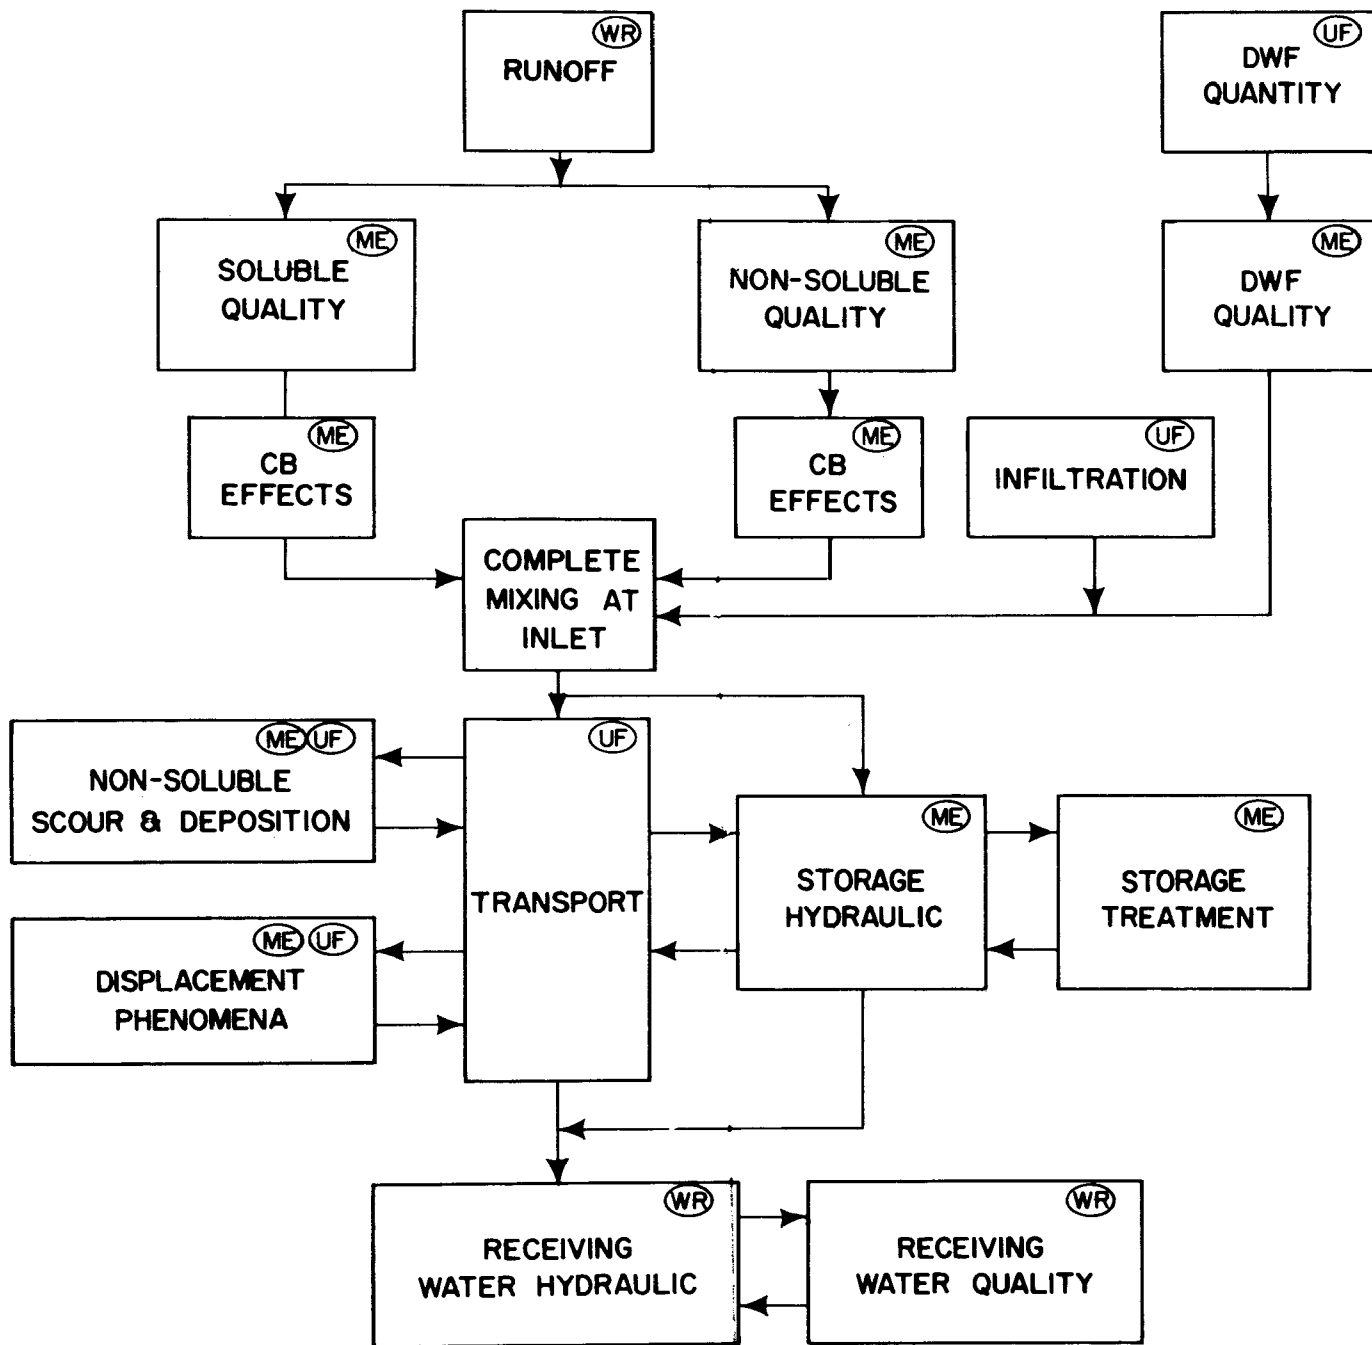 WR
RUNOFF
UF
DWF
QUANTITY
ME
SOLUBLE
QUALITY
ME
NON-SOLUBLE
QUALITY
ME
DWF
QUALITY
ME
CB
EFFECTS
ME
CB
EFFECTS
UF
INFILTRATION
COMPLETE
MIXING AT
INLET
ME UF
NON-SOLUBLE
SCOUR & DEPOSITION
UF
TRANSPORT
ME
STORAGE
HYDRAULIC
ME
STORAGE
TREATMENT
ME UF
DISPLACEMENT
PHENOMENA
WR
RECEIVING
WATER HYDRAULIC
WR
RECEIVING
WATER QUALITY